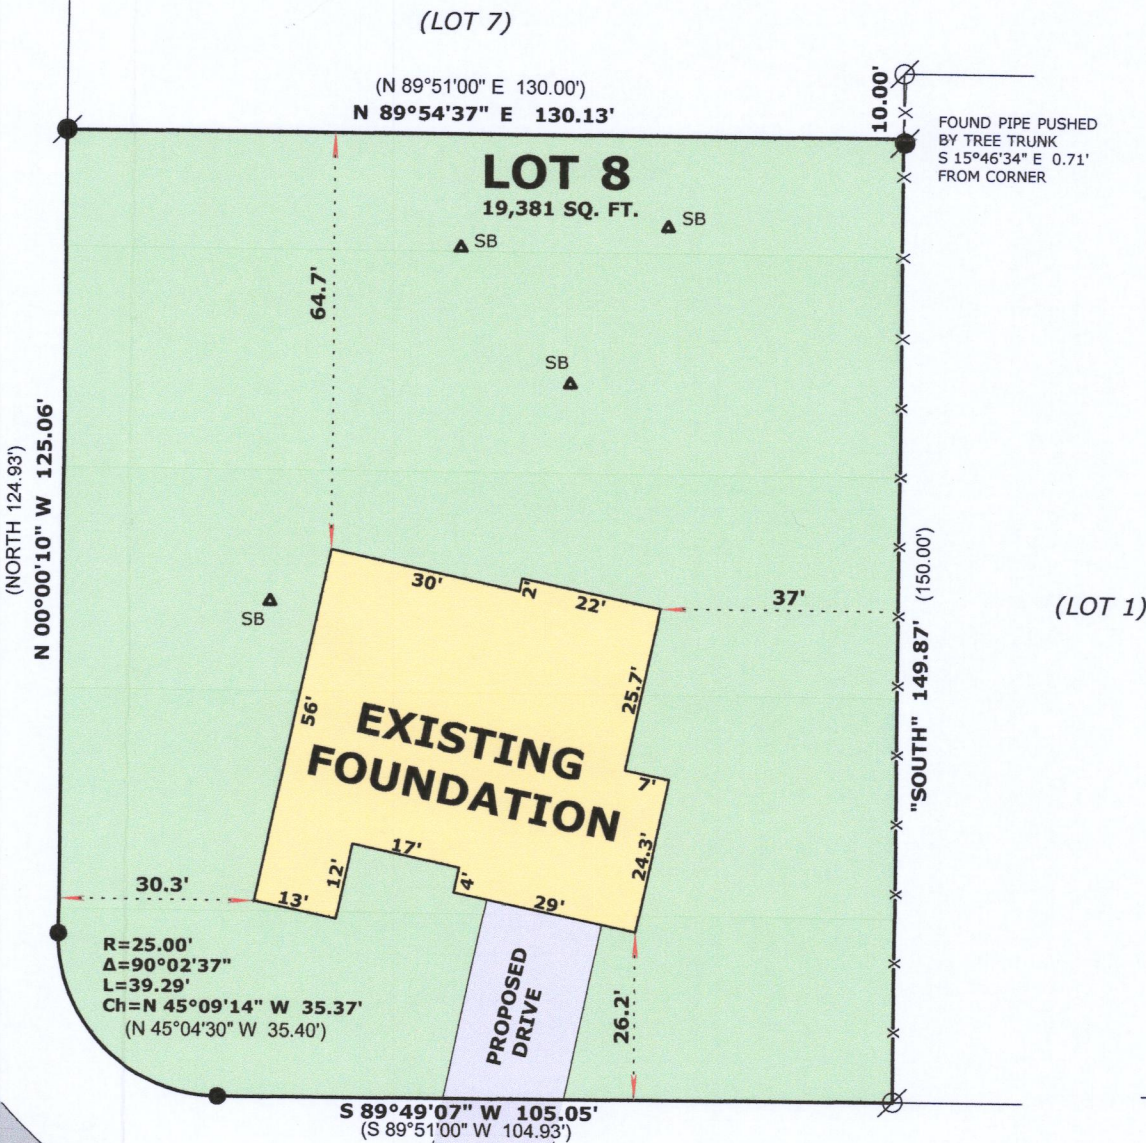 (LOT 7)
(N 89°51'00" E 130.00')
N 89°54'37" E 130.13'
10.00'
FOUND PIPE PUSHED
BY TREE TRUNK
S 15°46'34" E 0.71'
FROM CORNER
LOT 8
19,381 SQ. FT.
SB
SB
64.7'
SB
(NORTH 124.93')
N 00°00'10" W 125.06'
(150.00')
"SOUTH" 149.87'
(LOT 1)
30'
2'
22'
37'
SB
56'
25.7'
EXISTING
FOUNDATION
7'
24.3'
17'
12'
4'
13'
29'
30.3'
R=25.00'
Δ=90°02'37"
L=39.29'
Ch=N 45°09'14" W 35.37'
(N 45°04'30" W 35.40')
PROPOSED
DRIVE
26.2'
S 89°49'07" W 105.05'
(S 89°51'00" W 104.93')